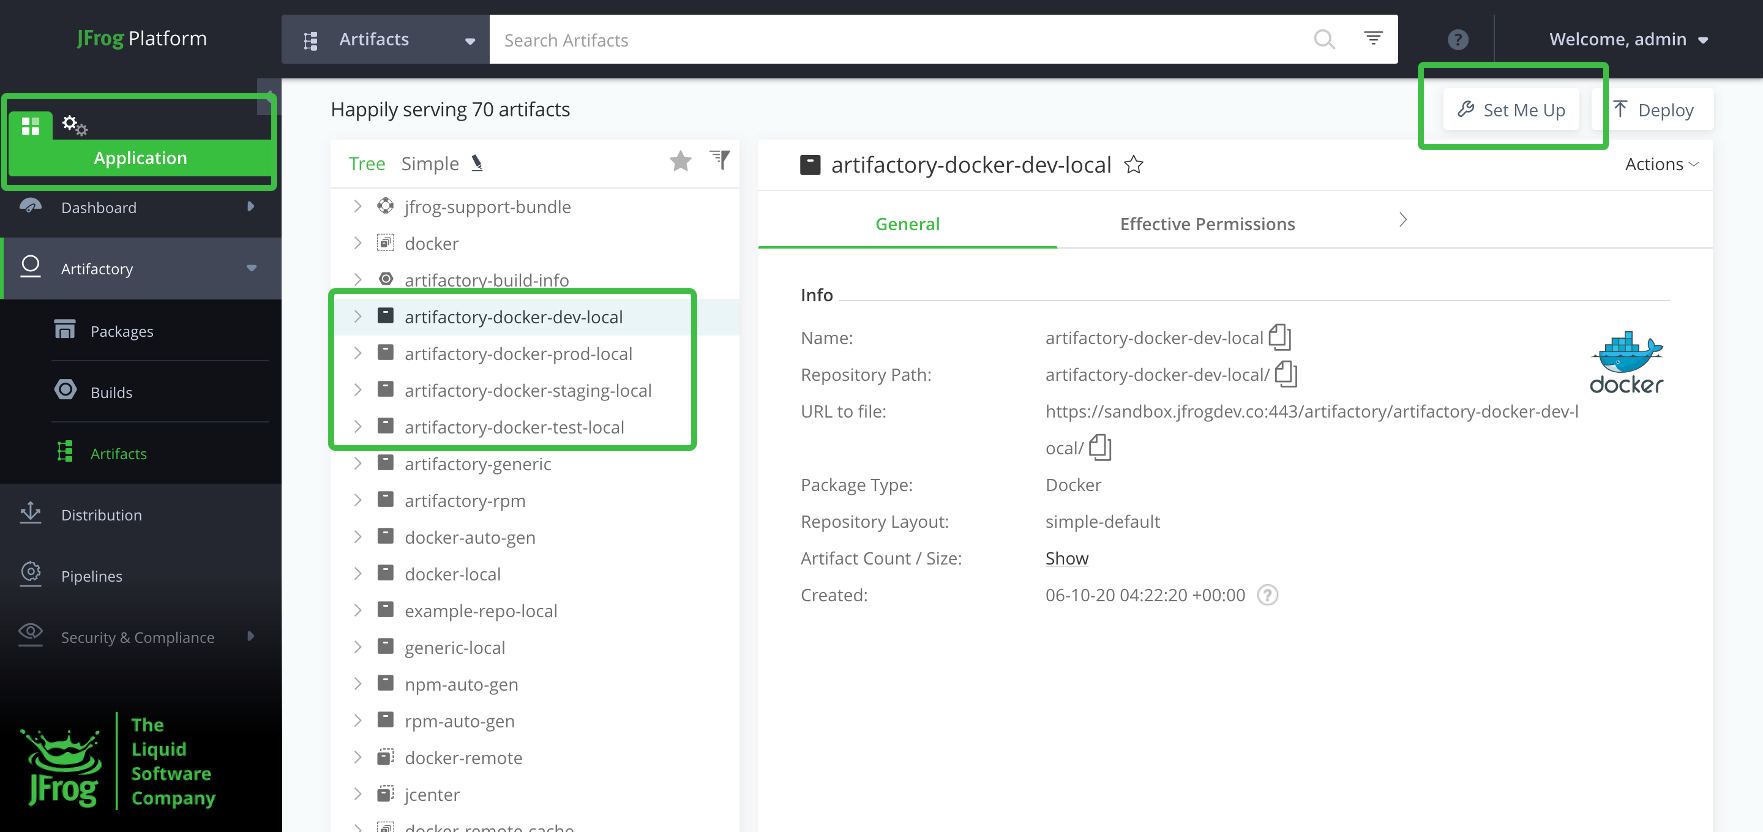 JFrog Platform
Artifacts
Search Artifacts
?
Welcome, admin
Application
Dashboard
Artifactory
Packages
Builds
Artifacts
Distribution
Pipelines
Security & Compliance
JFrog
The
Liquid
Software
Company
Happily serving 70 artifacts
Set Me Up
Deploy
Tree Simple
jfrog-support-bundle
docker
artifactory-build-info
artifactory-docker-dev-local
artifactory-docker-prod-local
artifactory-docker-staging-local
artifactory-docker-test-local
artifactory-generic
artifactory-rpm
docker-auto-gen
docker-local
example-repo-local
generic-local
npm-auto-gen
rpm-auto-gen
docker-remote
jcenter
docker-remote-cache
artifactory-docker-dev-local
Actions
General
Effective Permissions
Info
Name: artifactory-docker-dev-local
Repository Path: artifactory-docker-dev-local/
URL to file: https://sandbox.jfrogdev.co:443/artifactory/artifactory-docker-dev-l
ocal/
Package Type: Docker
Repository Layout: simple-default
Artifact Count / Size: Show
Created: 06-10-20 04:22:20 +00:00 ?
docker